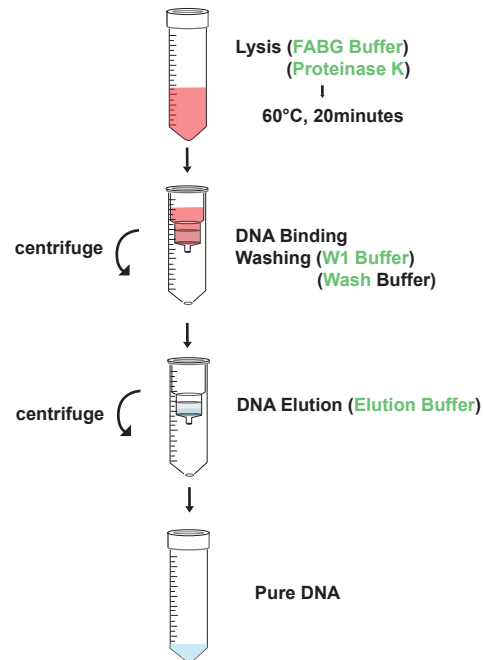 Lysis (FABG Buffer)
(Proteinase K)
60°C, 20minutes
centrifuge
DNA Binding
Washing (W1 Buffer)
(Wash Buffer)
centrifuge
DNA Elution (Elution Buffer)
Pure DNA